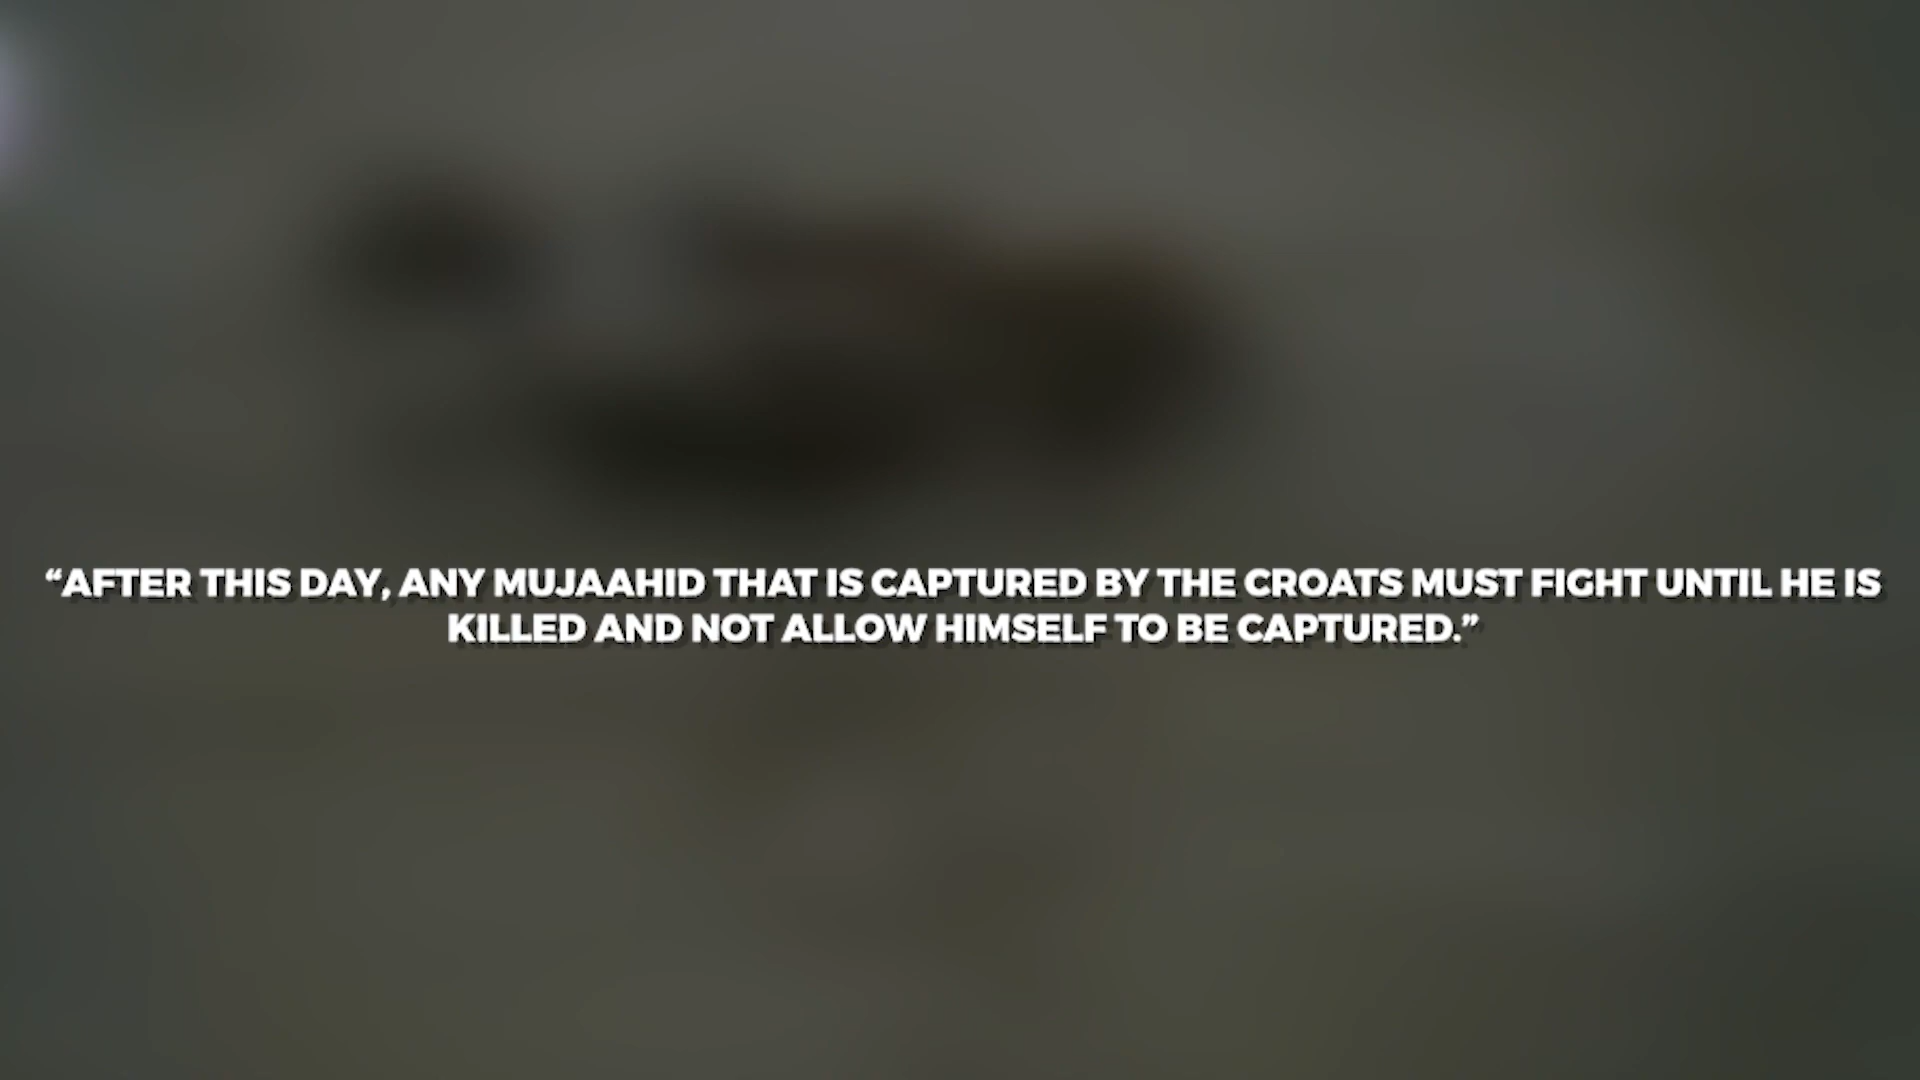 “AFTER THIS DAY, ANY MUJAAHID THAT IS CAPTURED BY THE CROATS MUST FIGHT UNTIL HE IS
KILLED AND NOT ALLOW HIMSELF TO BE CAPTURED.”